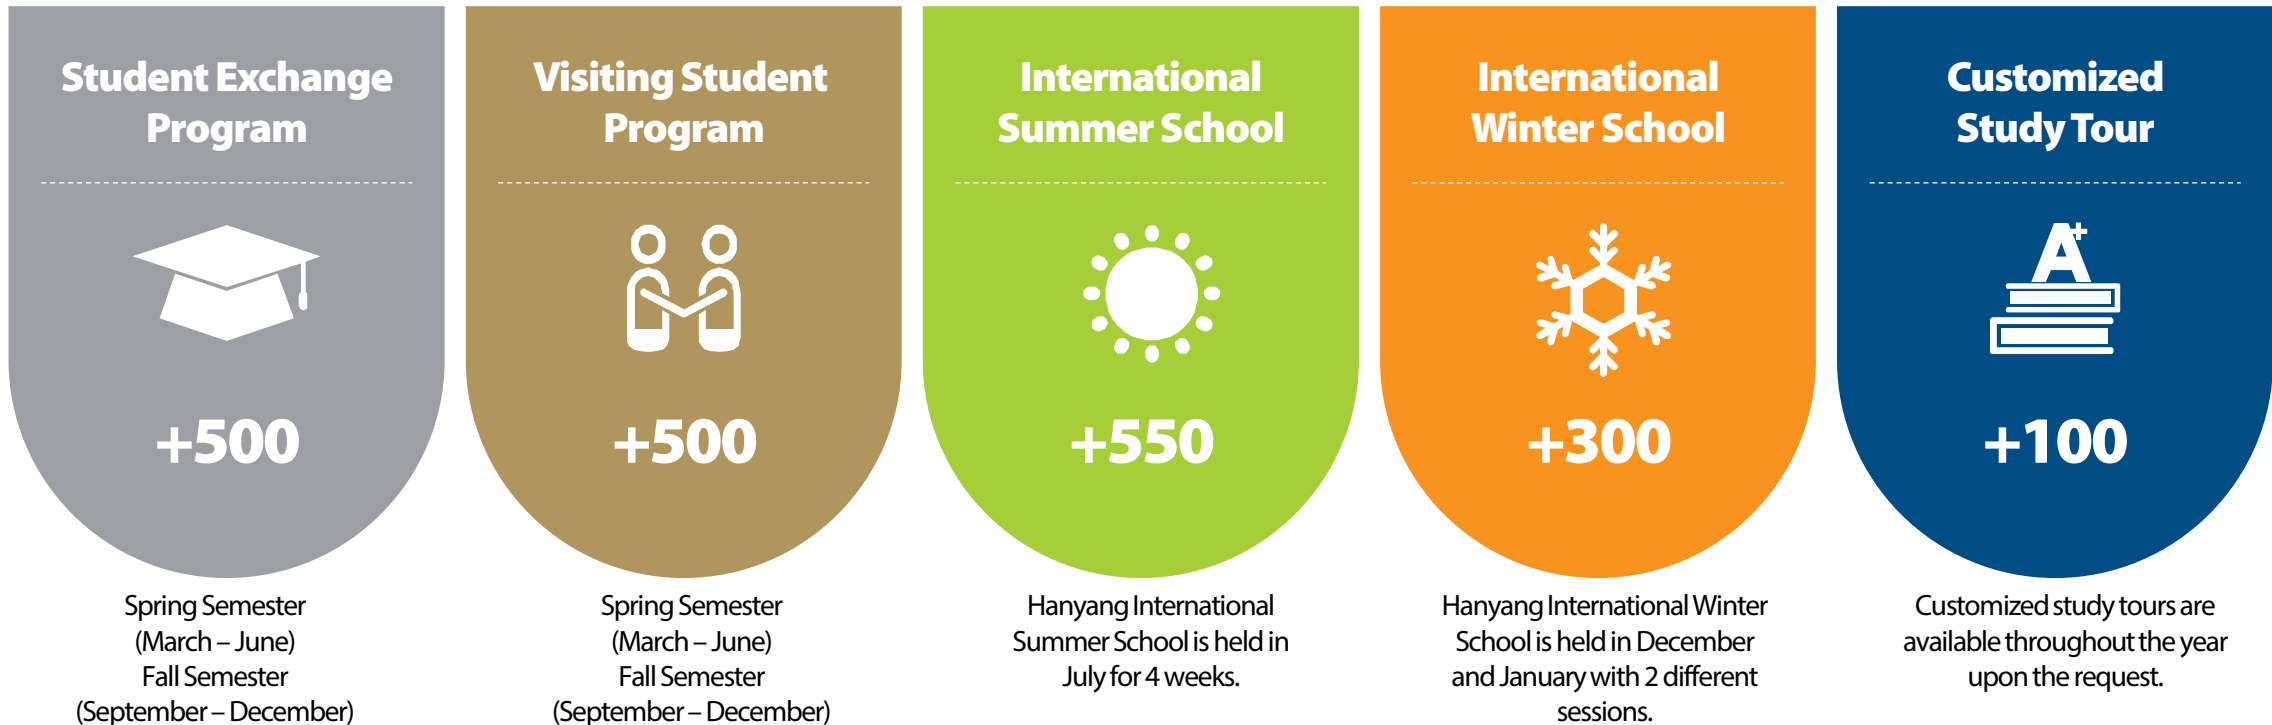 Student Exchange
Program
+500
Spring Semester
(March – June)
Fall Semester
(September – December)
Visiting Student
Program
+500
Spring Semester
(March – June)
Fall Semester
(September – December)
International
Summer School
+550
Hanyang International
Summer School is held in
July for 4 weeks.
International
Winter School
+300
Hanyang International Winter
School is held in December
and January with 2 different
sessions.
Customized
Study Tour
A+
+100
Customized study tours are
available throughout the year
upon the request.